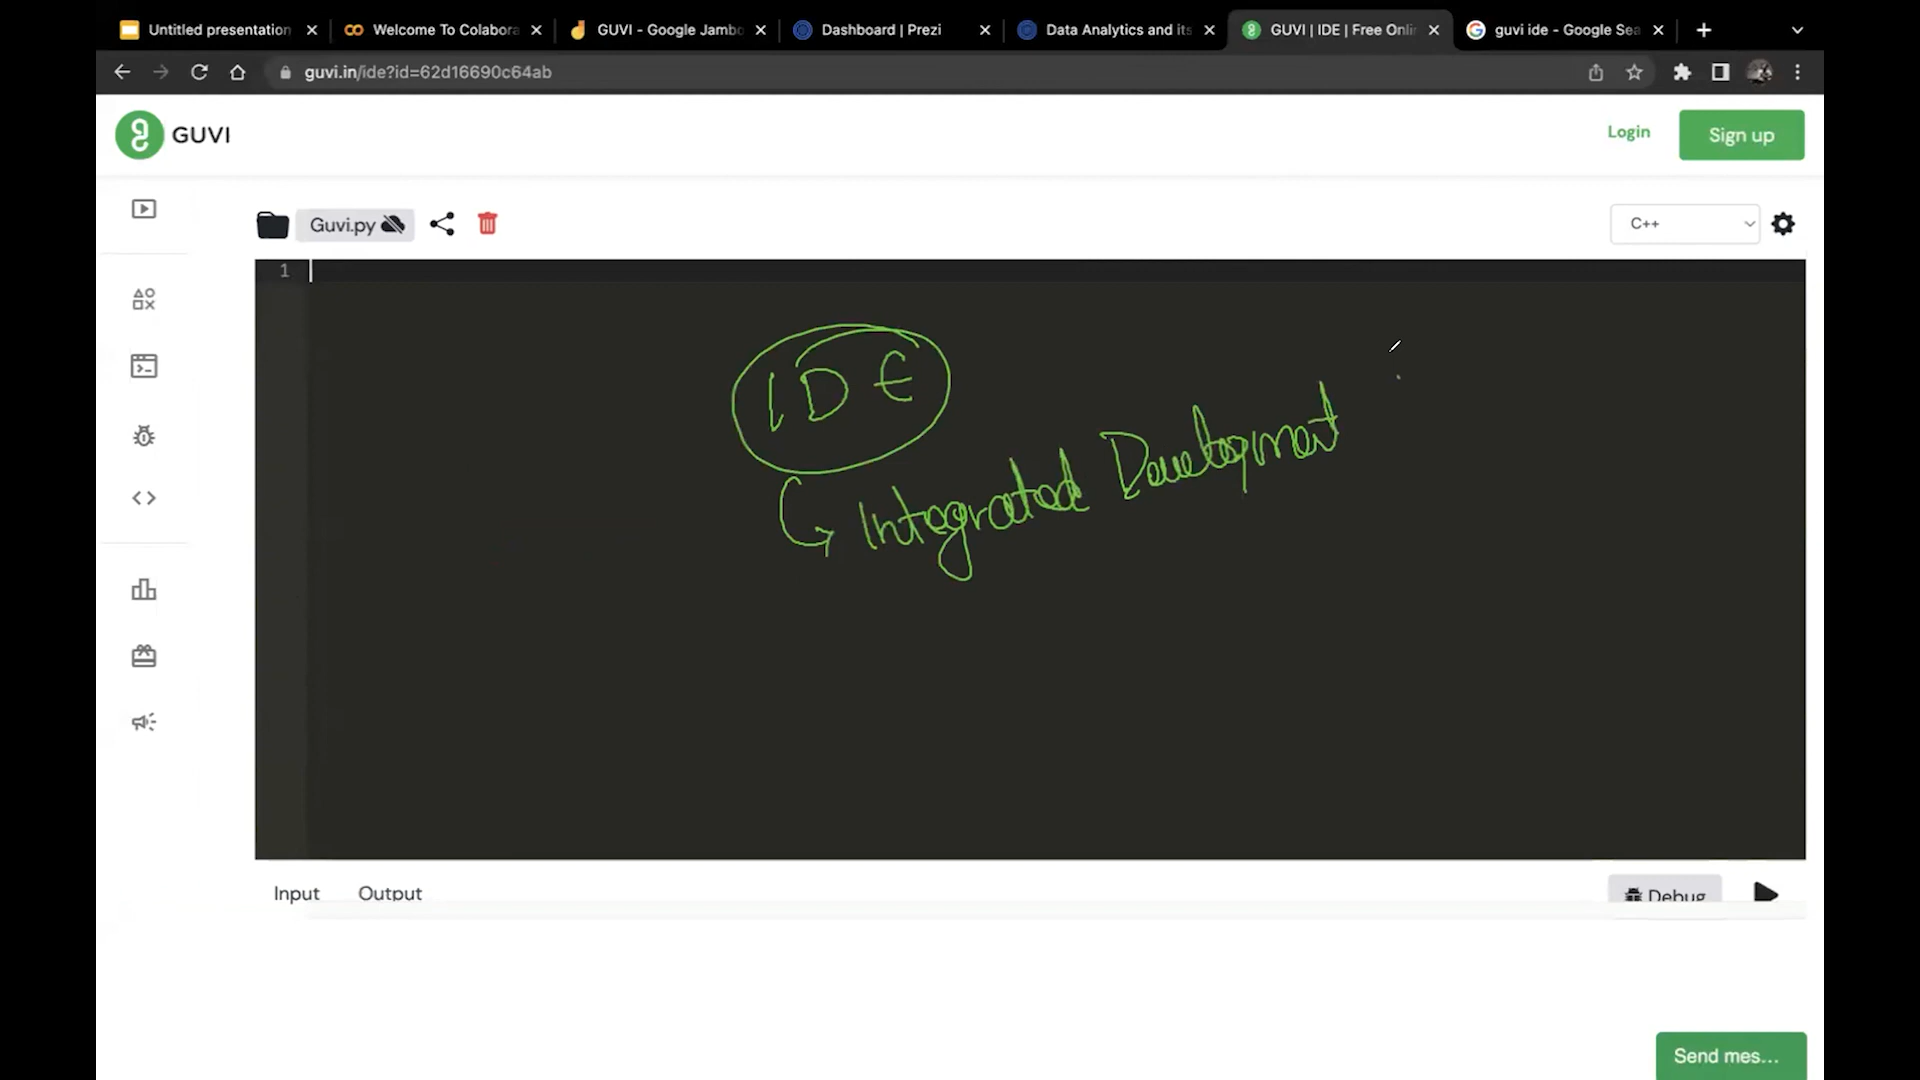 Untitled presentation
Welcome To Colabora
GUVI - Google Jambo
Dashboard | Prezi
Data Analytics and its
GUVI | IDE | Free Onlin
guvi ide - Google Sea
guvi.in/ide?id=62d16690c64ab
GUVI
Login
Sign up
Guvi.py
C++
1
IDE
Integrated Development
Input
Output
Debug
Send mes...